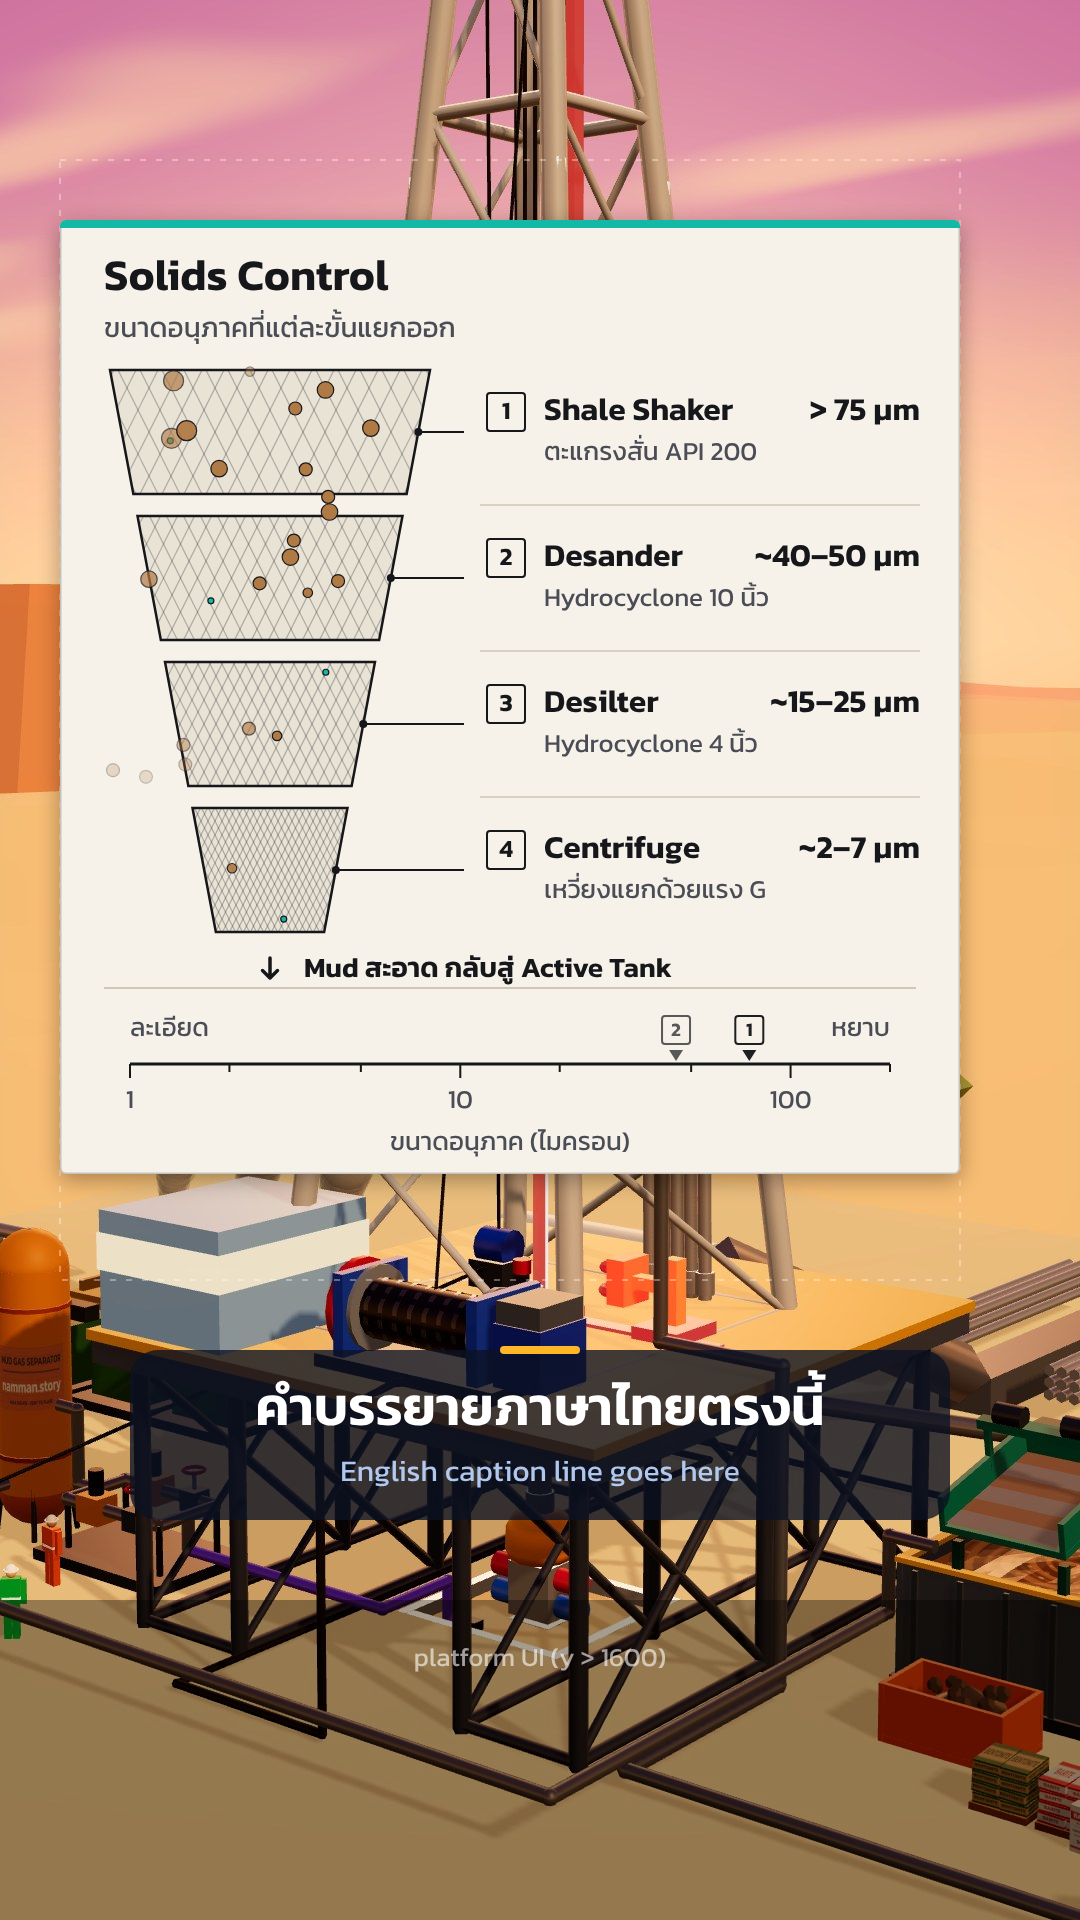 Solids Control
ขนาดอนุภาคที่แต่ละขั้นแยกออก
1 Shale Shaker > 75 µm
ตะแกรงสั่น API 200
2 Desander ~40–50 µm
Hydrocyclone 10 นิ้ว
3 Desilter ~15–25 µm
Hydrocyclone 4 นิ้ว
4 Centrifuge ~2–7 µm
เหวี่ยงแยกด้วยแรง G
↓ Mud สะอาด กลับสู่ Active Tank
ละเอียด 2 1 หยาบ
1 10 100
ขนาดอนุภาค (ไมครอน)
MUD GAS SEPARATOR
namman.story
คำบรรยายภาษาไทยตรงนี้
English caption line goes here
platform UI (y > 1600)